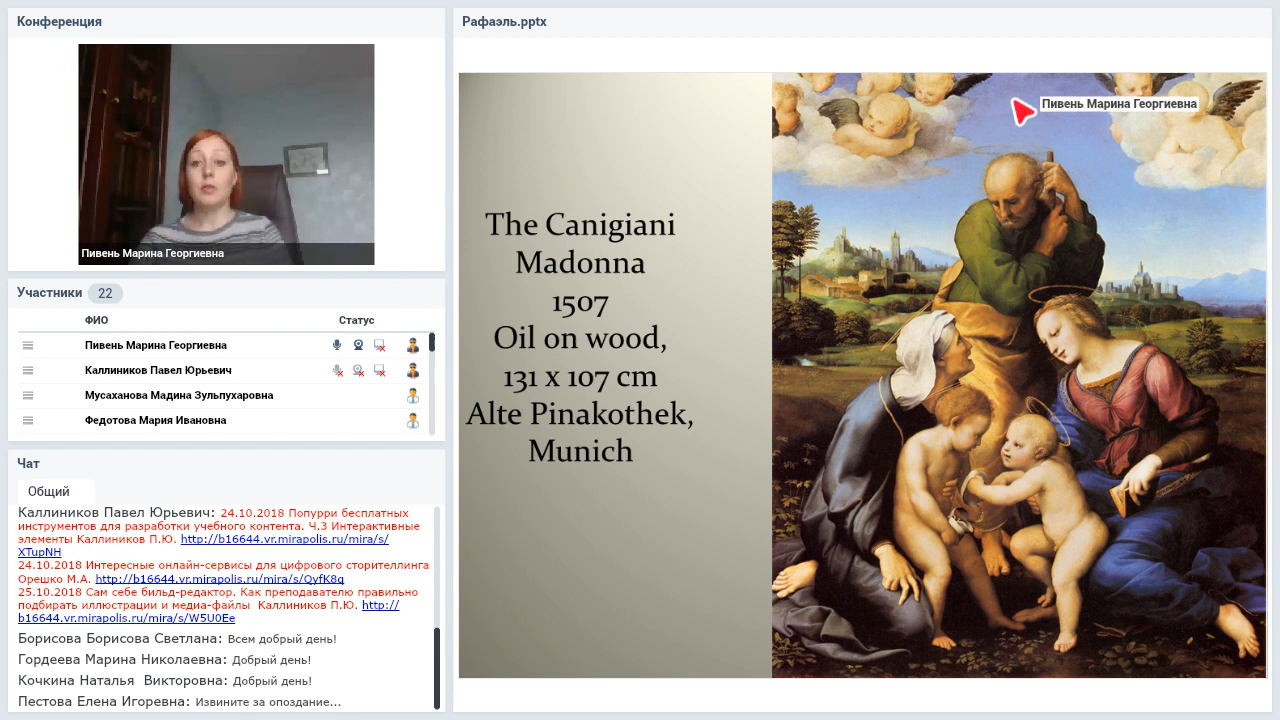 Конференция
Пивень Марина Георгиевна
Участники 22
ФИО Статус
Пивень Марина Георгиевна
Каллиников Павел Юрьевич
Мусаханова Мадина Зульпухаровна
Федотова Мария Ивановна
Чат
Общий
Каллиников Павел Юрьевич: 24.10.2018 Попурри бесплатных
инструментов для разработки учебного контента. Ч.3 Интерактивные
элементы Каллиников П.Ю. http://b16644.vr.mirapolis.ru/mira/s/
XTupNH
24.10.2018 Интересные онлайн-сервисы для цифрового сторителлинга
Орешко М.А. http://b16644.vr.mirapolis.ru/mira/s/QyfK8q
25.10.2018 Сам себе бильд-редактор. Как преподавателю правильно
подбирать иллюстрации и медиа-файлы Каллиников П.Ю. http://
b16644.vr.mirapolis.ru/mira/s/W5U0Ee
Борисова Борисова Светлана: Всем добрый день!
Гордеева Марина Николаевна: Добрый день!
Кочкина Наталья Викторовна: Добрый день!
Пестова Елена Игоревна: Извините за опоздание...
Рафаэль.pptx
Пивень Марина Георгиевна
The Canigiani
Madonna
1507
Oil on wood,
131 x 107 cm
Alte Pinakothek,
Munich